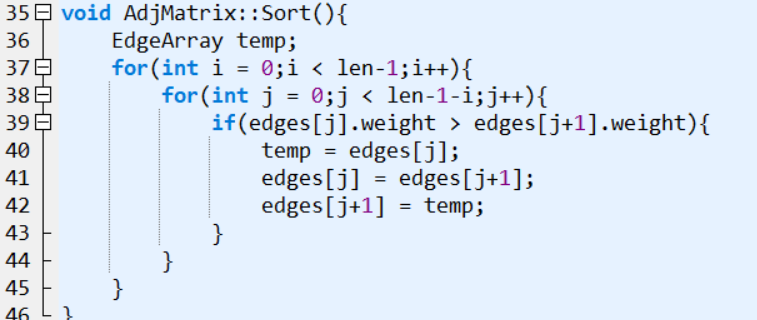 35 void AdjMatrix::Sort(){
36     EdgeArray temp;
37     for(int i = 0;i < len-1;i++){
38         for(int j = 0;j < len-1-i;j++){
39             if(edges[j].weight > edges[j+1].weight){
40                 temp = edges[j];
41                 edges[j] = edges[j+1];
42                 edges[j+1] = temp;
43             }
44         }
45     }
46 }